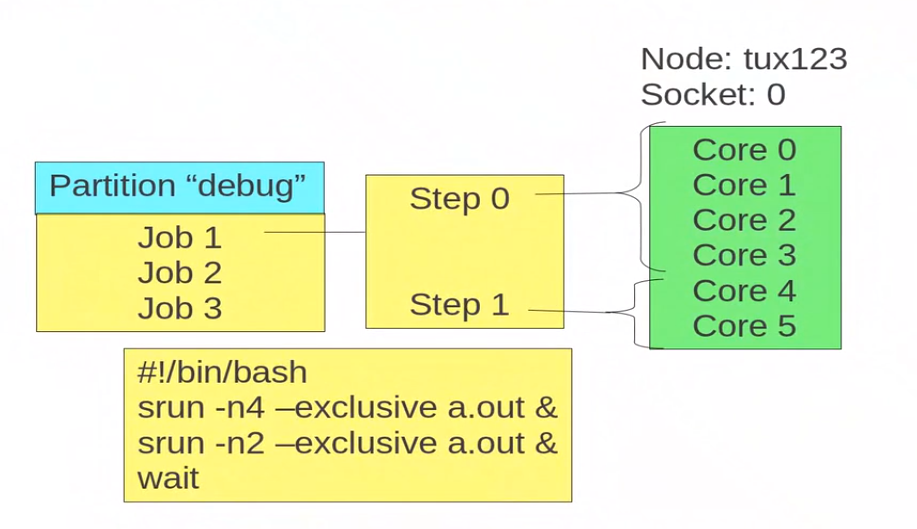 Node: tux123
Socket: 0
Partition “debug”
Job 1
Job 2
Job 3
Step 0
Step 1
Core 0
Core 1
Core 2
Core 3
Core 4
Core 5
#!/bin/bash
srun -n4 –exclusive a.out &
srun -n2 –exclusive a.out &
wait